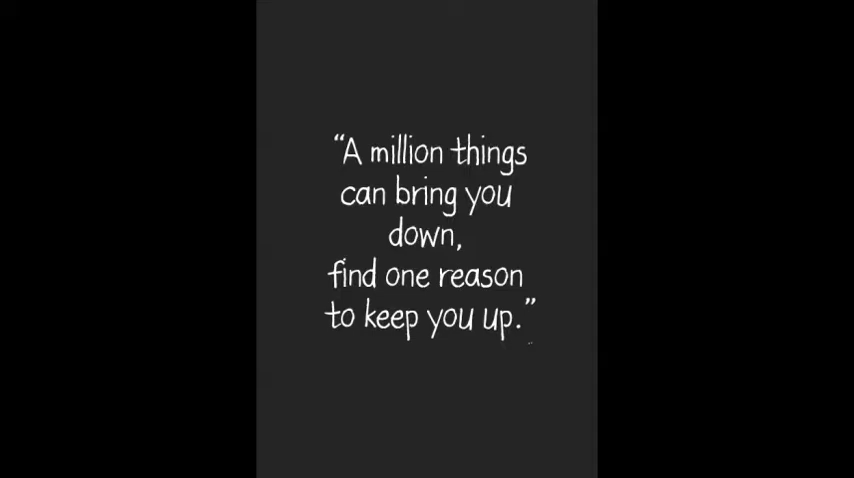 “A million things
can bring you
down,
find one reason
to keep you up.”